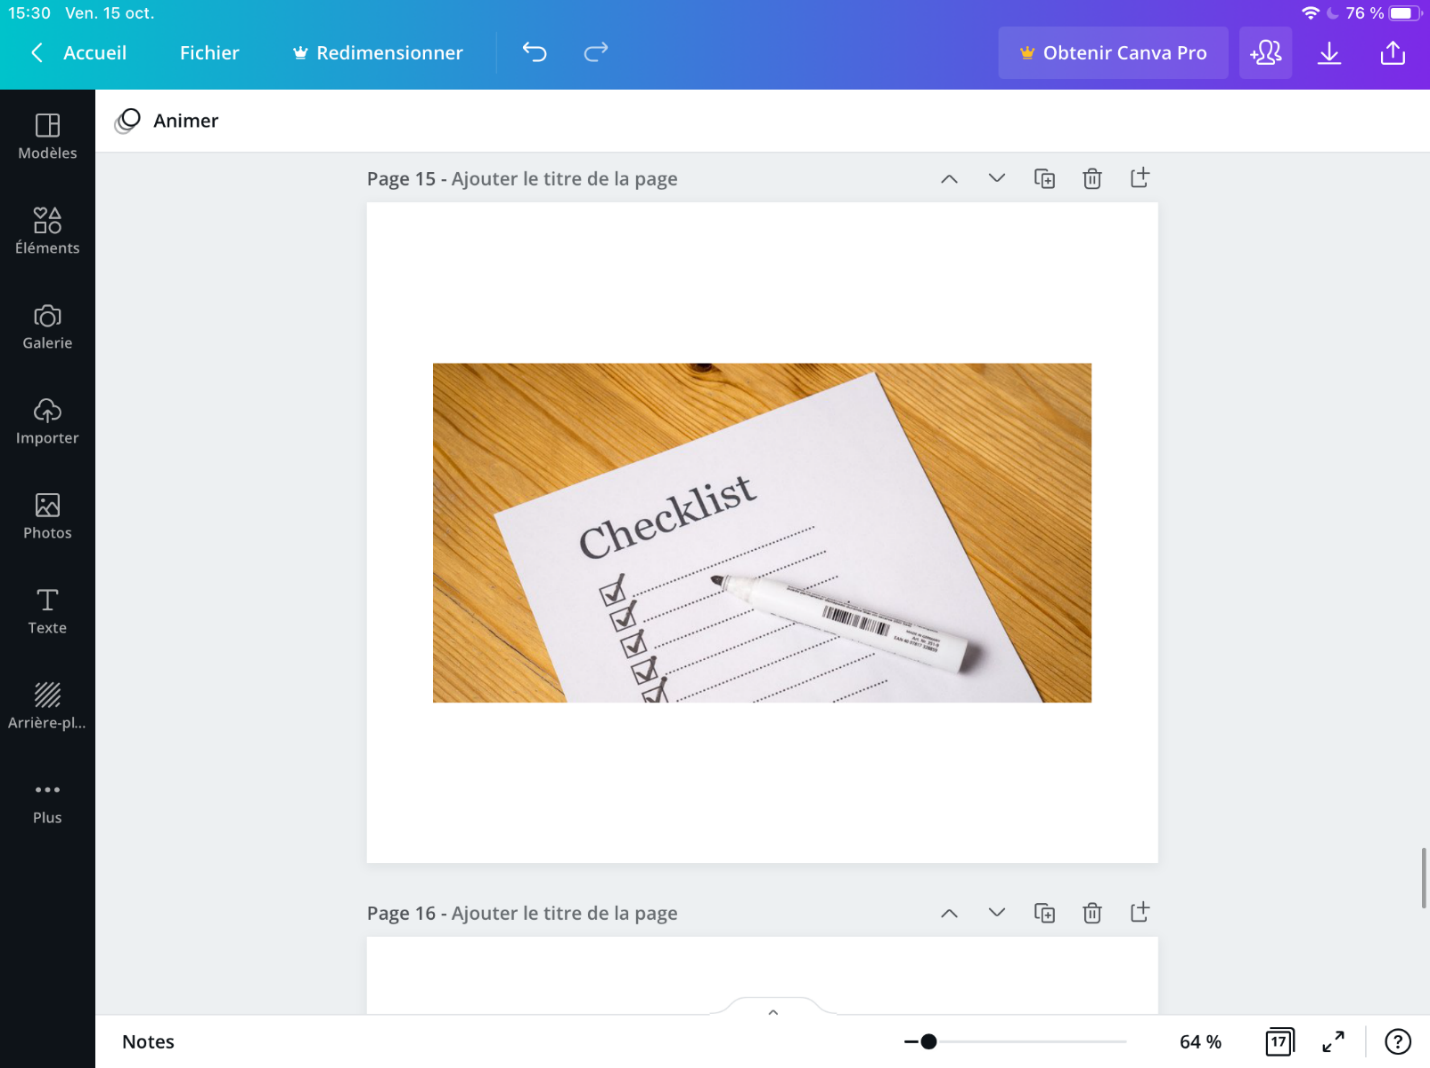 15:30 Ven. 15 oct. 76 %
Accueil Fichier Redimensionner Obtenir Canva Pro
Animer
Modèles
Éléments
Galerie
Importer
Photos
Texte
Arrière-pl...
Plus
Page 15 - Ajouter le titre de la page
Checklist
Page 16 - Ajouter le titre de la page
Notes 64 % 17 ?